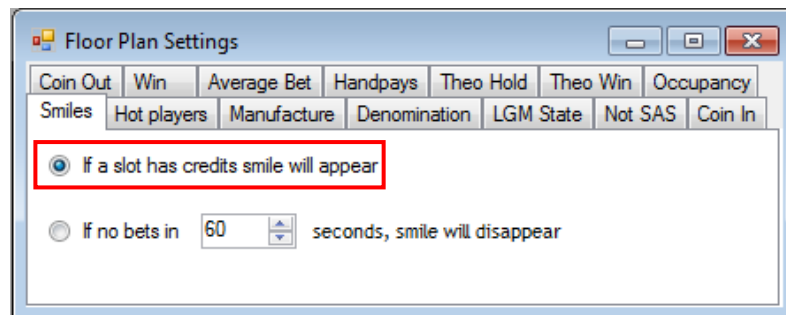 Floor Plan Settings
Coin Out Win Average Bet Handpays Theo Hold Theo Win Occupancy
Smiles Hot players Manufacture Denomination LGM State Not SAS Coin In
If a slot has credits smile will appear
If no bets in 60 seconds, smile will disappear